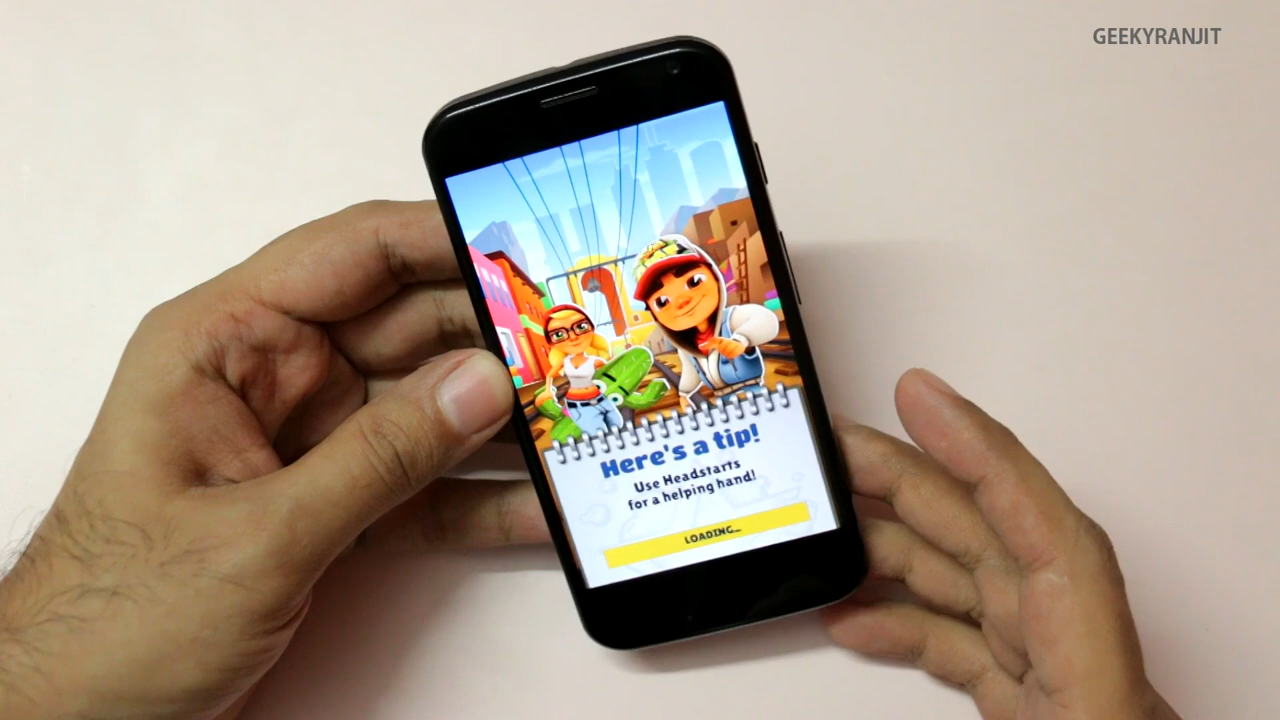 GEEKYRANJIT
Here's a tip!
Use Headstarts
for a helping hand!
LOADING...